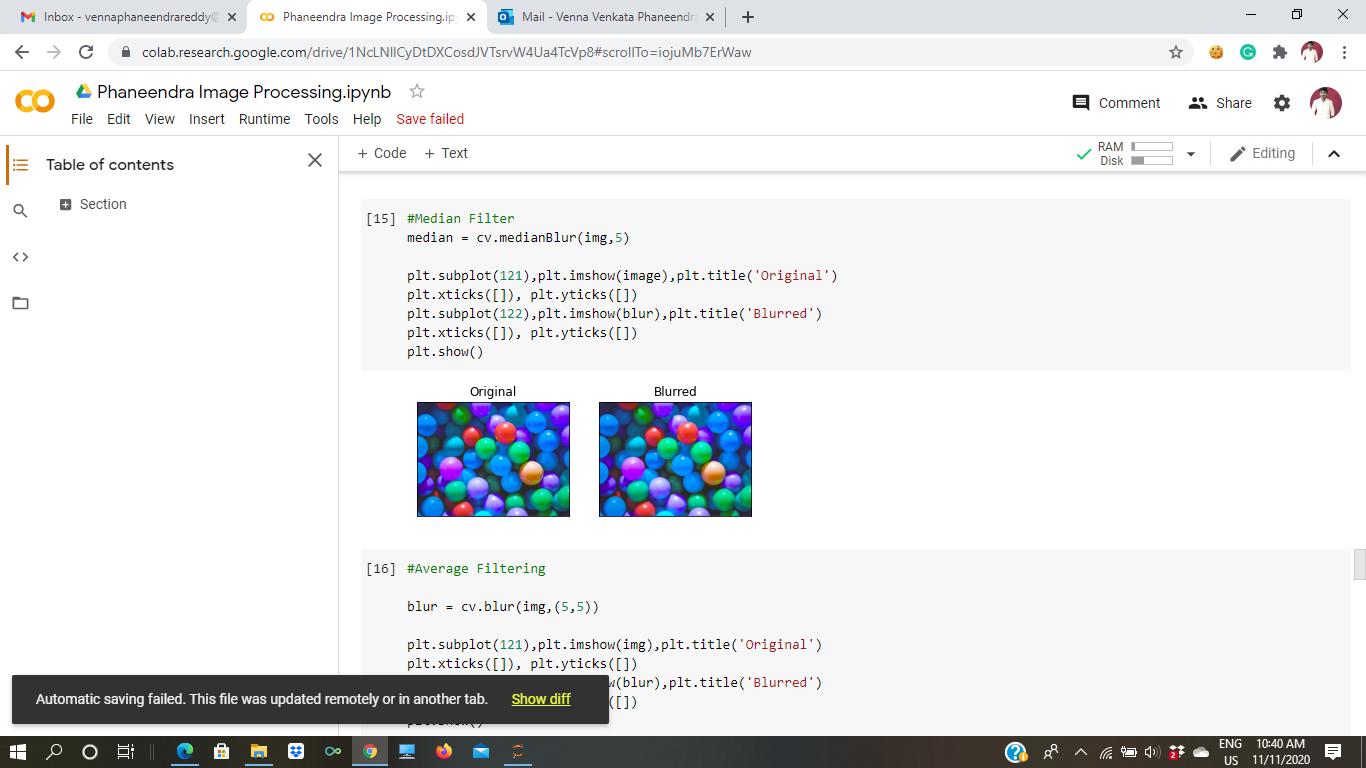 Inbox - vennaphaneendrareddy@
Phaneendra Image Processing.ip
Mail - Venna Venkata Phaneendr
colab.research.google.com/drive/1NcLNIlCyDtDXCosdJVTsrvW4Ua4TcVp8#scrollTo=iojuMb7ErWaw
Phaneendra Image Processing.ipynb
Comment
Share
File Edit View Insert Runtime Tools Help Save failed
Table of contents
+ Code + Text
RAM
Disk
Editing
Section
[15] #Median Filter
median = cv.medianBlur(img,5)
plt.subplot(121),plt.imshow(image),plt.title('Original')
plt.xticks([]), plt.yticks([])
plt.subplot(122),plt.imshow(blur),plt.title('Blurred')
plt.xticks([]), plt.yticks([])
plt.show()
Original Blurred
[16] #Average Filtering
blur = cv.blur(img,(5,5))
plt.subplot(121),plt.imshow(img),plt.title('Original')
plt.xticks([]), plt.yticks([])
(blur),plt.title('Blurred')
([])
Automatic saving failed. This file was updated remotely or in another tab. Show diff
ENG 10:40 AM
US 11/11/2020